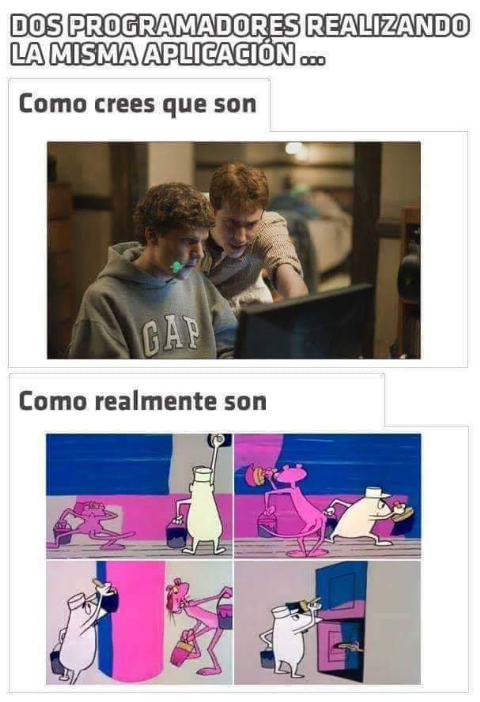 DOS PROGRAMADORES REALIZANDO
LA MISMA APLICACIÓN ...
Como crees que son
GAP
Como realmente son